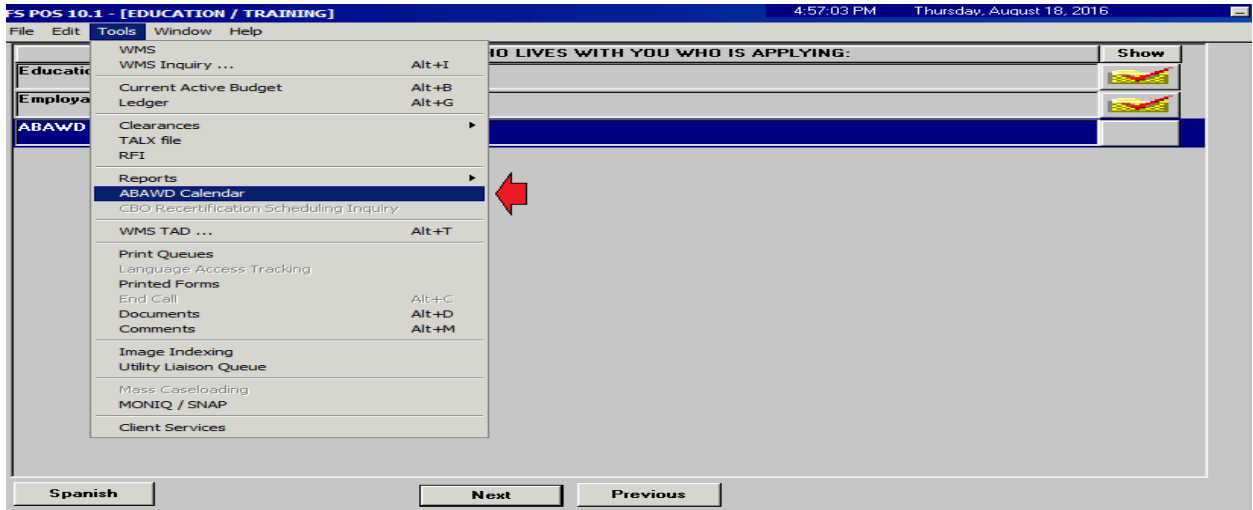 FS POS 10.1 - [EDUCATION / TRAINING] 4:57:03 PM Thursday, August 18, 2016
File Edit Tools Window Help
HO LIVES WITH YOU WHO IS APPLYING: Show
Educatio
Employa
ABAWD
WMS
WMS Inquiry ... Alt+I
Current Active Budget Alt+B
Ledger Alt+G
Clearances
TALX file
RFI
Reports
ABAWD Calendar
CBO Recertification Scheduling Inquiry
WMS TAD ... Alt+T
Print Queues
Language Access Tracking
Printed Forms
End Call Alt+C
Documents Alt+D
Comments Alt+M
Image Indexing
Utility Liaison Queue
Mass Caseloading
MONIQ / SNAP
Client Services
Spanish Next Previous